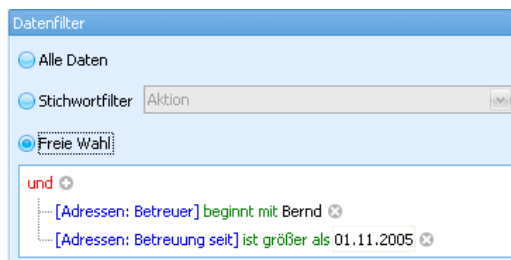 Datenfilter
Alle Daten
Stichwortfilter Aktion
Freie Wahl
und
[Adressen: Betreuer] beginnt mit Bernd
[Adressen: Betreuung seit] ist größer als 01.11.2005